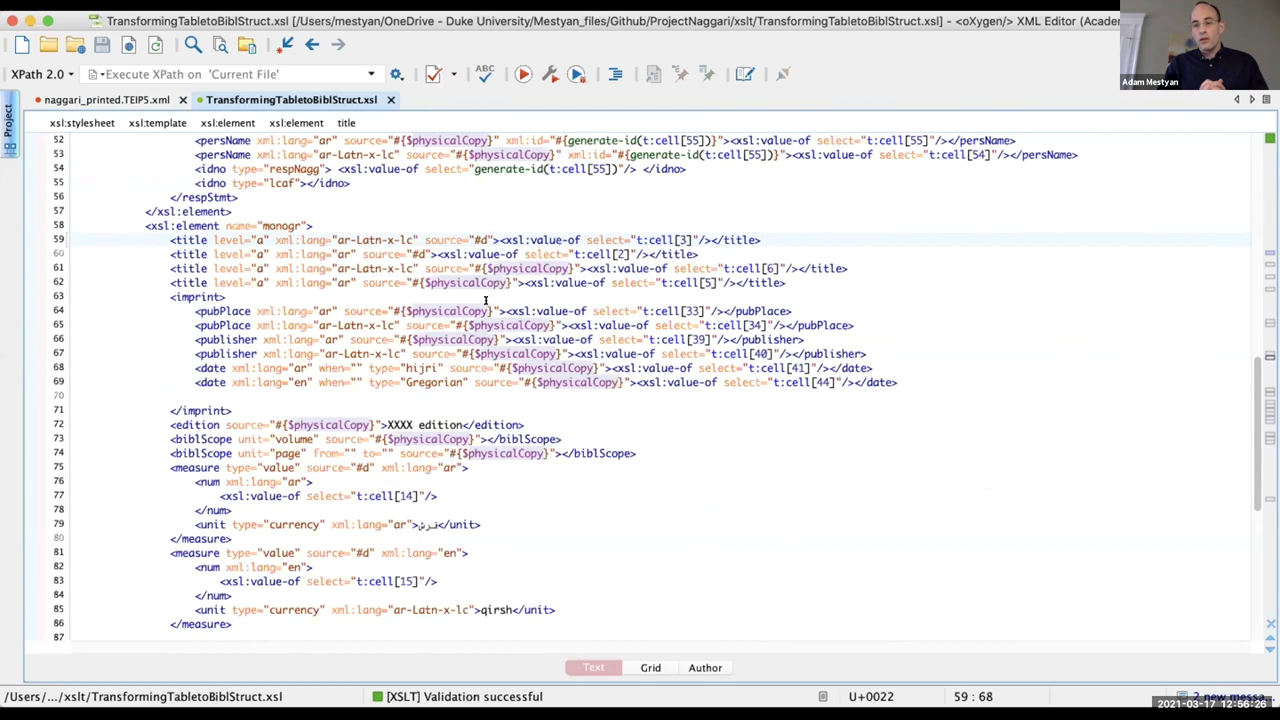 TransformingTabletoBiblStruct.xsl [/Users/mestyan/OneDrive - Duke University/Mestyan_files/Github/ProjectNaggari/xslt/TransformingTabletoBiblStruct.xsl] - <oXygen/> XML Editor (Acade
Adam Mestyan
XPath 2.0 Execute XPath on 'Current File'
naggari_printed.TEIP5.xml TransformingTabletoBiblStruct.xsl
Project
xsl:stylesheet xsl:template xsl:element xsl:element title
52 <persName xml:lang="ar" source="#{$physicalCopy}" xml:id="#{generate-id(t:cell[55])}"><xsl:value-of select="t:cell[55]"/></persName>
53 <persName xml:lang="ar-Latn-x-lc" source="#{$physicalCopy}" xml:id="#{generate-id(t:cell[55])}"><xsl:value-of select="t:cell[54]"/></persName>
54 <idno type="respNagg"> <xsl:value-of select="generate-id(t:cell[55])"/> </idno>
55 <idno type="lcaf"></idno>
56 </respStmt>
57 </xsl:element>
58 <xsl:element name="monogr">
59 <title level="a" xml:lang="ar-Latn-x-lc" source="#d"><xsl:value-of select="t:cell[3]"/></title>
60 <title level="a" xml:lang="ar" source="#d"><xsl:value-of select="t:cell[2]"/></title>
61 <title level="a" xml:lang="ar-Latn-x-lc" source="#{$physicalCopy}"><xsl:value-of select="t:cell[6]"/></title>
62 <title level="a" xml:lang="ar" source="#{$physicalCopy}"><xsl:value-of select="t:cell[5]"/></title>
63 <imprint>
64 <pubPlace xml:lang="ar" source="#{$physicalCopy}"><xsl:value-of select="t:cell[33]"/></pubPlace>
65 <pubPlace xml:lang="ar-Latn-x-lc" source="#{$physicalCopy}"><xsl:value-of select="t:cell[34]"/></pubPlace>
66 <publisher xml:lang="ar" source="#{$physicalCopy}"><xsl:value-of select="t:cell[39]"/></publisher>
67 <publisher xml:lang="ar-Latn-x-lc" source="#{$physicalCopy}"><xsl:value-of select="t:cell[40]"/></publisher>
68 <date xml:lang="ar" when="" type="hijri" source="#{$physicalCopy}"><xsl:value-of select="t:cell[41]"/></date>
69 <date xml:lang="en" when="" type="Gregorian" source="#{$physicalCopy}"><xsl:value-of select="t:cell[44]"/></date>
70
71 </imprint>
72 <edition source="#{$physicalCopy}">XXXX edition</edition>
73 <biblScope unit="volume" source="#{$physicalCopy}"></biblScope>
74 <biblScope unit="page" from="" to="" source="#{$physicalCopy}"></biblScope>
75 <measure type="value" source="#d" xml:lang="ar">
76 <num xml:lang="ar">
77 <xsl:value-of select="t:cell[14]"/>
78 </num>
79 <unit type="currency" xml:lang="ar">قرش</unit>
80 </measure>
81 <measure type="value" source="#d" xml:lang="en">
82 <num xml:lang="en">
83 <xsl:value-of select="t:cell[15]"/>
84 </num>
85 <unit type="currency" xml:lang="ar-Latn-x-lc">qirsh</unit>
86 </measure>
87
Text Grid Author
/Users/.../xslt/TransformingTabletoBiblStruct.xsl [XSLT] Validation successful U+0022 59 : 68 2 new messa...
2021-03-17 12:56:26